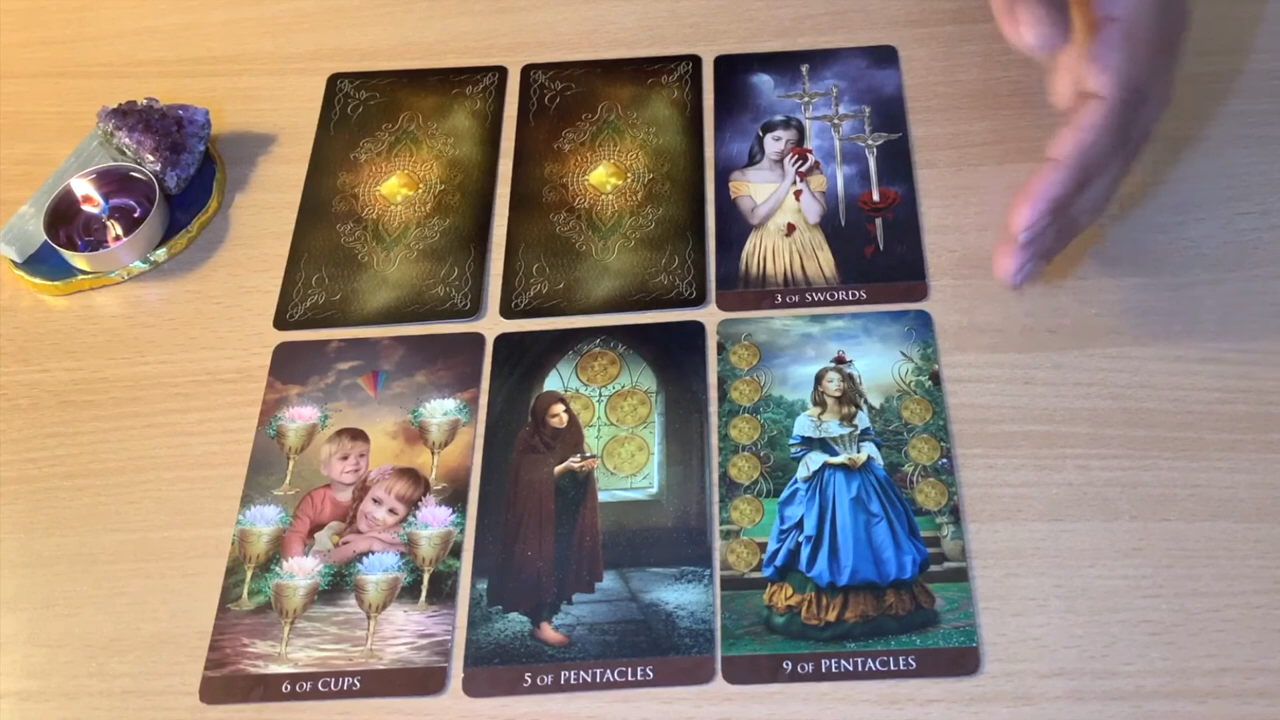 3 OF SWORDS
6 OF CUPS
5 OF PENTACLES
9 OF PENTACLES